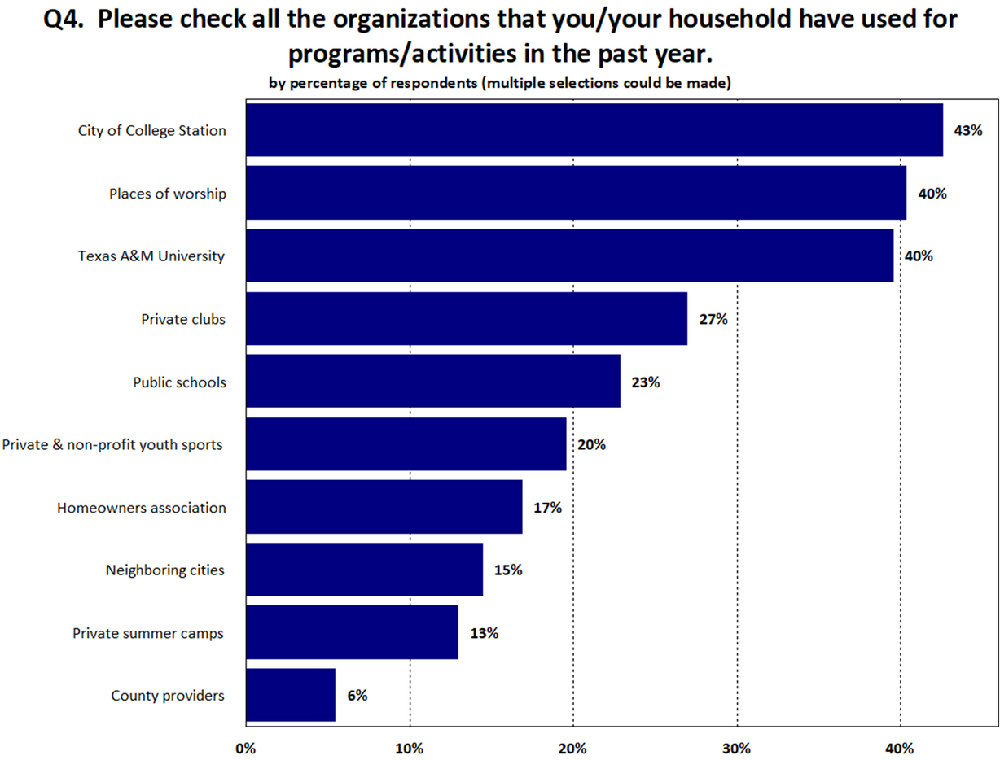 Q4.  Please check all the organizations that you/your household have used for
programs/activities in the past year.
by percentage of respondents (multiple selections could be made)
City of College Station 43%
Places of worship 40%
Texas A&M University 40%
Private clubs 27%
Public schools 23%
Private & non-profit youth sports 20%
Homeowners association 17%
Neighboring cities 15%
Private summer camps 13%
County providers 6%
0% 10% 20% 30% 40%